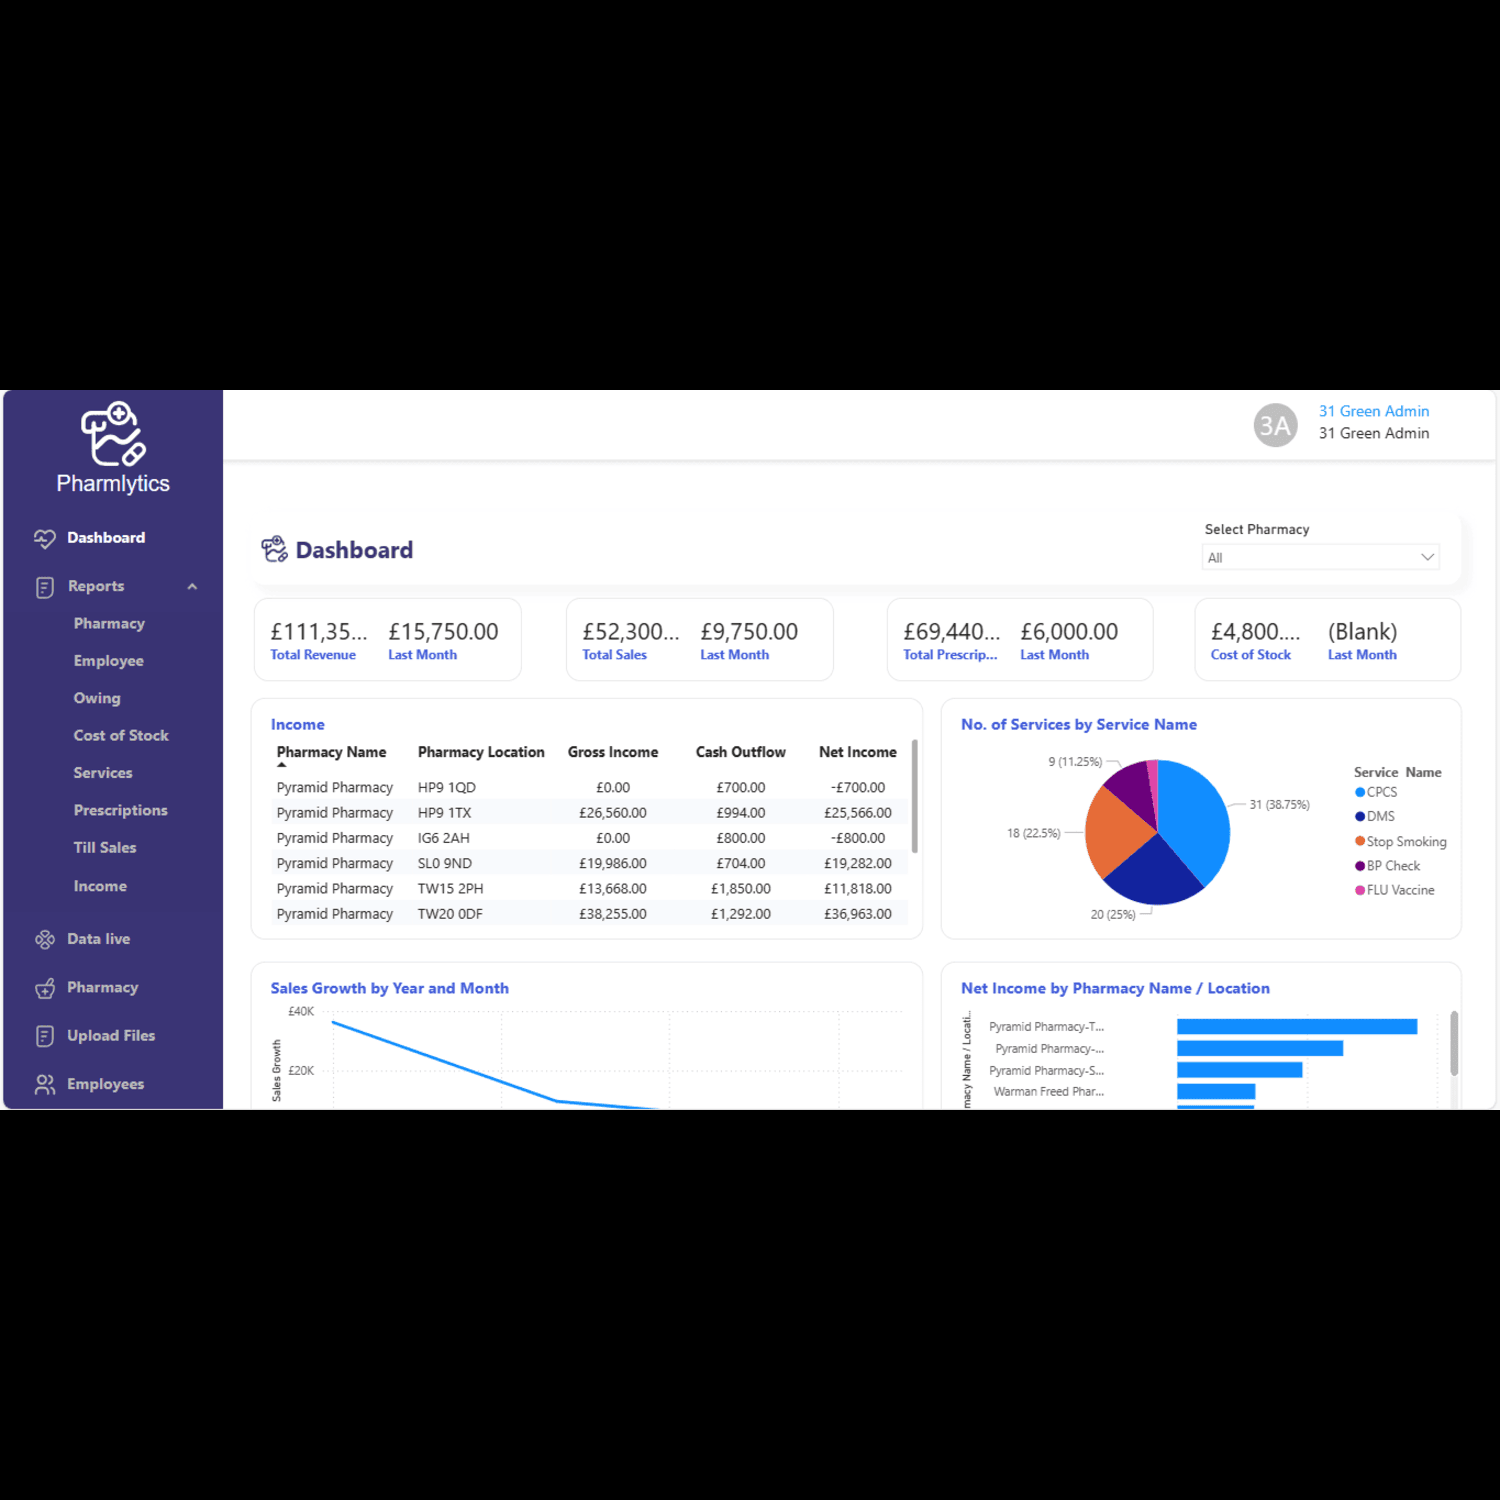 31 Green Admin
3A
31 Green Admin
Pharmlytics
Dashboard
Reports
Pharmacy
Employee
Owing
Cost of Stock
Services
Prescriptions
Till Sales
Income
Data live
Pharmacy
Upload Files
Employees
Dashboard
Select Pharmacy
All
£111,35... £15,750.00
Total Revenue Last Month
£52,300... £9,750.00
Total Sales Last Month
£69,440... £6,000.00
Total Prescrip... Last Month
£4,800.... (Blank)
Cost of Stock Last Month
Income
Pharmacy Name Pharmacy Location Gross Income Cash Outflow Net Income
Pyramid Pharmacy HP9 1QD £0.00 £700.00 -£700.00
Pyramid Pharmacy HP9 1TX £26,560.00 £994.00 £25,566.00
Pyramid Pharmacy IG6 2AH £0.00 £800.00 -£800.00
Pyramid Pharmacy SL0 9ND £19,986.00 £704.00 £19,282.00
Pyramid Pharmacy TW15 2PH £13,668.00 £1,850.00 £11,818.00
Pyramid Pharmacy TW20 0DF £38,255.00 £1,292.00 £36,963.00
No. of Services by Service Name
9 (11.25%)
31 (38.75%)
18 (22.5%)
20 (25%)
Service Name
CPCS
DMS
Stop Smoking
BP Check
FLU Vaccine
Sales Growth by Year and Month
£40K
£20K
Sales Growth
Net Income by Pharmacy Name / Location
macy Name / Locati...
Pyramid Pharmacy-T...
Pyramid Pharmacy-...
Pyramid Pharmacy-S...
Warman Freed Phar...